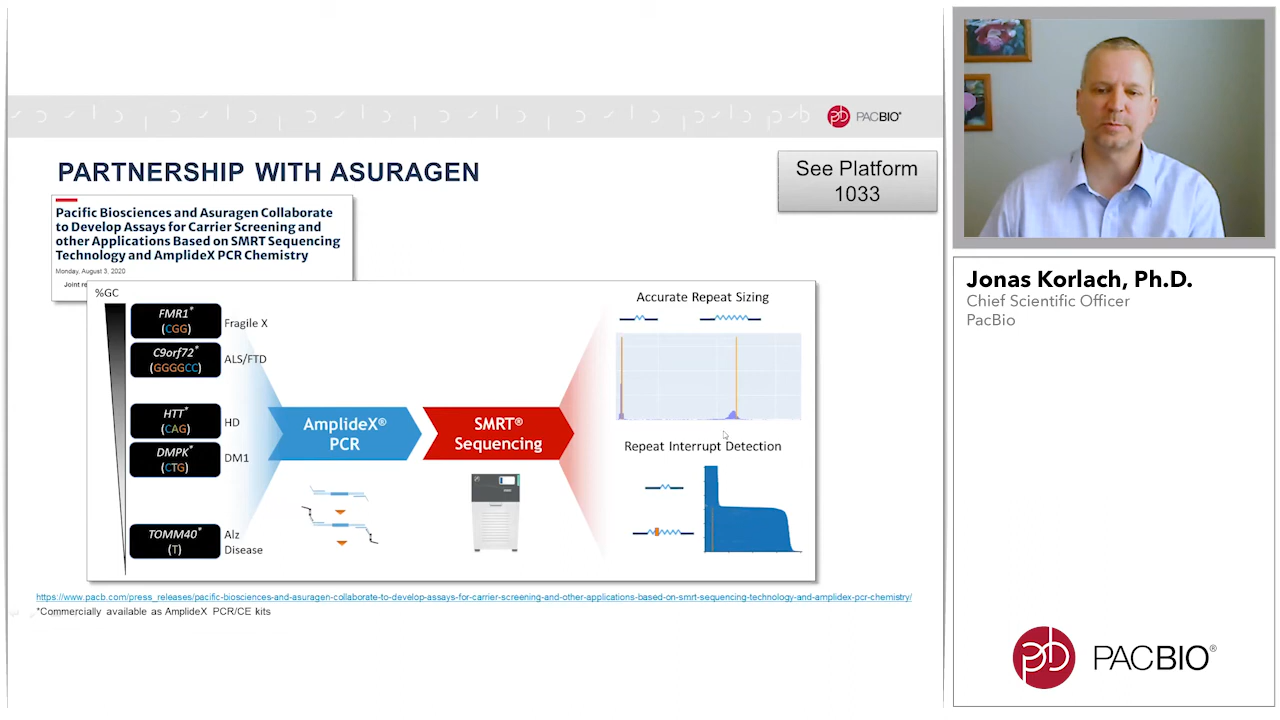 PACBIO®
PARTNERSHIP WITH ASURAGEN
See Platform
1033
Pacific Biosciences and Asuragen Collaborate
to Develop Assays for Carrier Screening and
other Applications Based on SMRT Sequencing
Technology and AmplideX PCR Chemistry
Monday, August 3, 2020
Joint re
%GC
FMR1*
(CGG)
Fragile X
C9orf72*
(GGGGCC)
ALS/FTD
HTT*
(CAG)
HD
DMPK*
(CTG)
DM1
TOMM40*
(T)
Alz
Disease
AmplideX®
PCR
SMRT®
Sequencing
Accurate Repeat Sizing
Repeat Interrupt Detection
https://www.pacb.com/press_releases/pacific-biosciences-and-asuragen-collaborate-to-develop-assays-for-carrier-screening-and-other-applications-based-on-smrt-sequencing-technology-and-amplidex-pcr-chemistry/
*Commercially available as AmplideX PCR/CE kits
Jonas Korlach, Ph.D.
Chief Scientific Officer
PacBio
PACBIO®